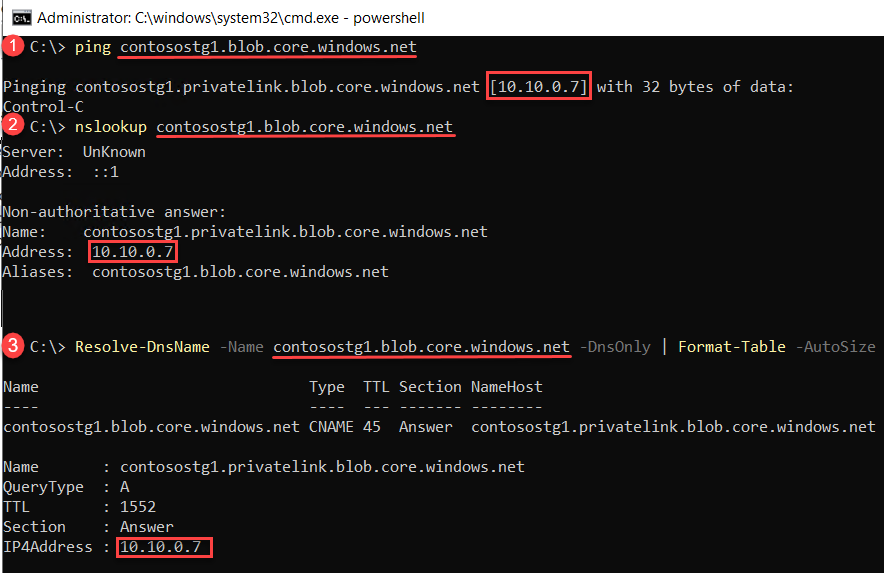 Administrator: C:\windows\system32\cmd.exe - powershell
1 C:\> ping contosostg1.blob.core.windows.net
Pinging contosostg1.privatelink.blob.core.windows.net [10.10.0.7] with 32 bytes of data:
Control-C
2 C:\> nslookup contosostg1.blob.core.windows.net
Server:  UnKnown
Address:  ::1
Non-authoritative answer:
Name:    contosostg1.privatelink.blob.core.windows.net
Address:  10.10.0.7
Aliases:  contosostg1.blob.core.windows.net
3 C:\> Resolve-DnsName -Name contosostg1.blob.core.windows.net -DnsOnly | Format-Table -AutoSize
Name                              Type  TTL Section NameHost
----                              ----  --- ------- --------
contosostg1.blob.core.windows.net CNAME 45  Answer  contosostg1.privatelink.blob.core.windows.net
Name       : contosostg1.privatelink.blob.core.windows.net
QueryType  : A
TTL        : 1552
Section    : Answer
IP4Address : 10.10.0.7